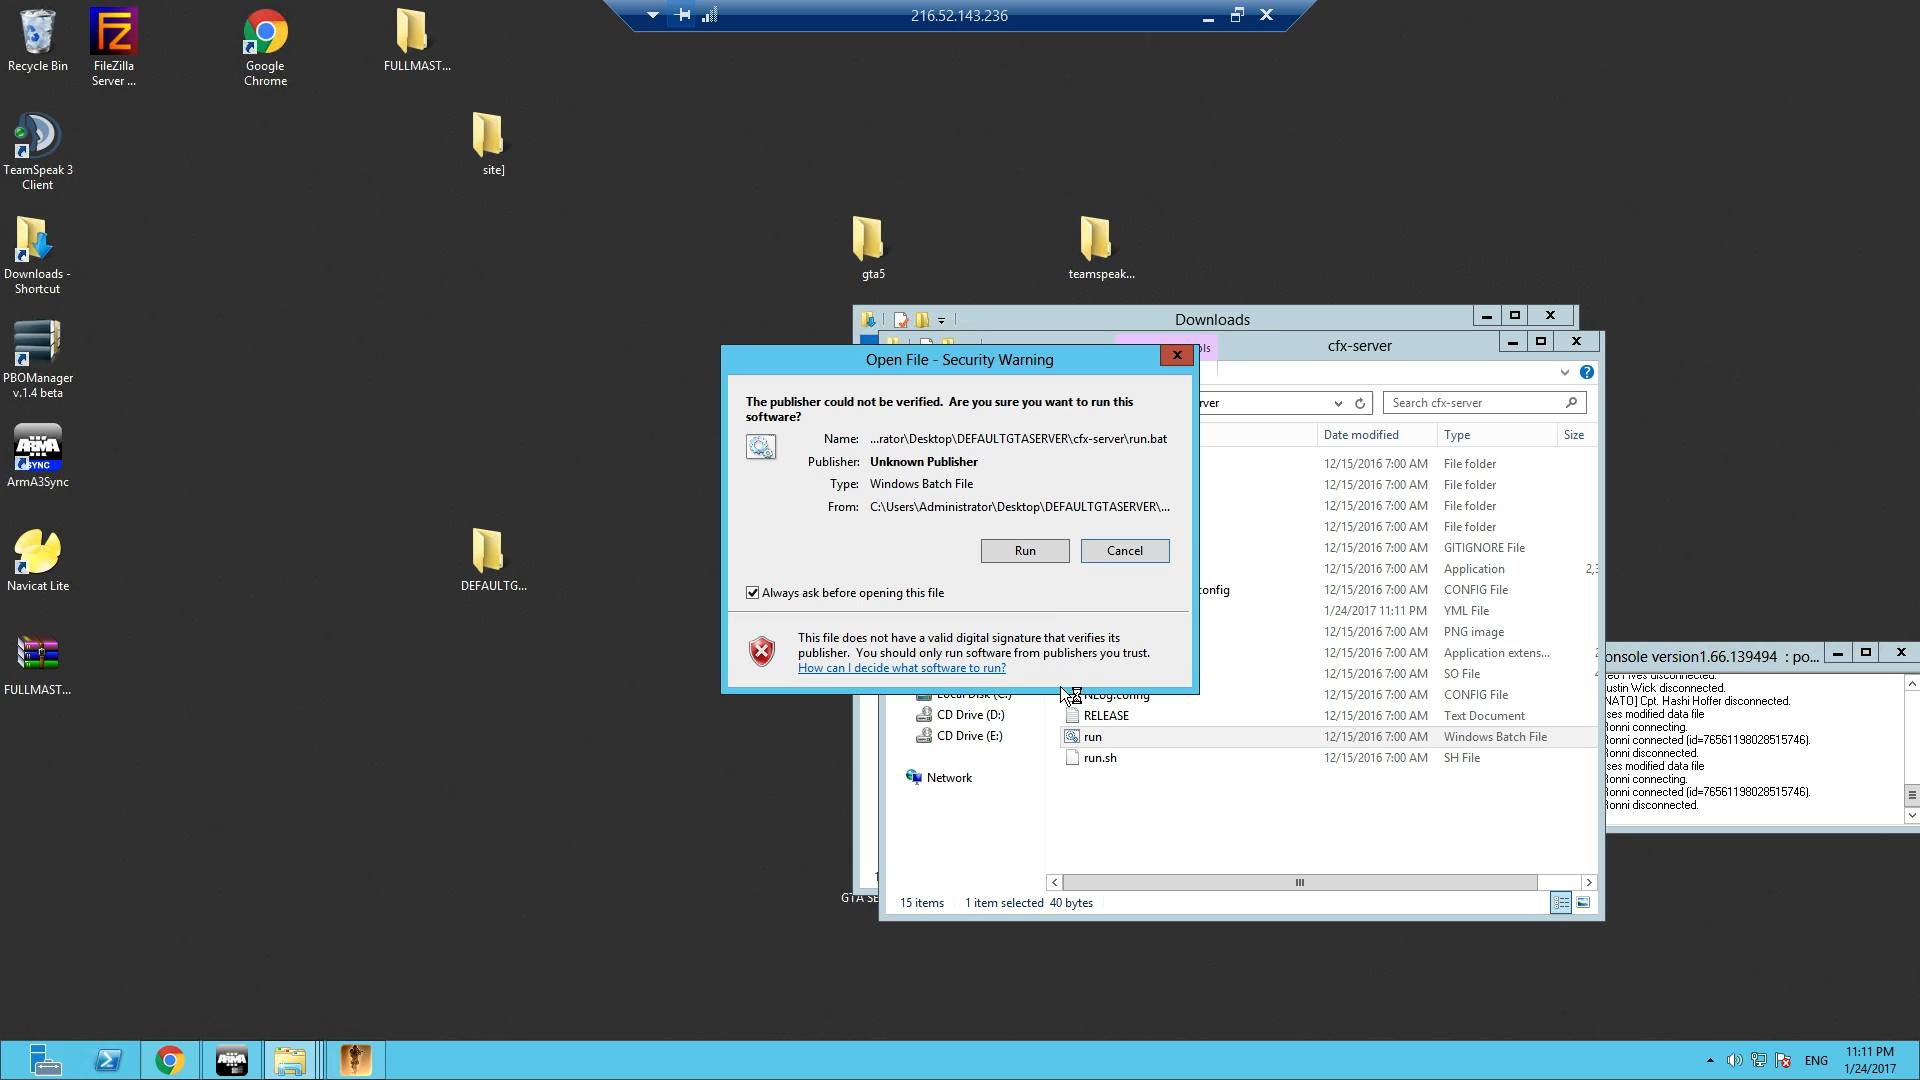 216.52.143.236
Recycle Bin
FileZilla
Server ...
Google
Chrome
FULLMAST...
TeamSpeak 3
Client
site]
Downloads -
Shortcut
gta5
teamspeak...
PBOManager
v.1.4 beta
ArmA3Sync
Navicat Lite
DEFAULTG...
FULLMAST...
Downloads
cfx-server
Search cfx-server
Date modified
Type
Size
12/15/2016 7:00 AM File folder
12/15/2016 7:00 AM File folder
12/15/2016 7:00 AM File folder
12/15/2016 7:00 AM File folder
12/15/2016 7:00 AM GITIGNORE File
12/15/2016 7:00 AM Application
12/15/2016 7:00 AM CONFIG File
1/24/2017 11:11 PM YML File
12/15/2016 7:00 AM PNG image
12/15/2016 7:00 AM Application extens...
12/15/2016 7:00 AM SO File
NLog.config 12/15/2016 7:00 AM CONFIG File
RELEASE 12/15/2016 7:00 AM Text Document
run 12/15/2016 7:00 AM Windows Batch File
run.sh 12/15/2016 7:00 AM SH File
Local Disk (C:)
CD Drive (D:)
CD Drive (E:)
Network
15 items 1 item selected 40 bytes
Open File - Security Warning
The publisher could not be verified. Are you sure you want to run this
software?
Name: ...rator\Desktop\DEFAULTGTASERVER\cfx-server\run.bat
Publisher: Unknown Publisher
Type: Windows Batch File
From: C:\Users\Administrator\Desktop\DEFAULTGTASERVER\...
Run
Cancel
Always ask before opening this file
This file does not have a valid digital signature that verifies its
publisher. You should only run software from publishers you trust.
How can I decide what software to run?
onsole version1.66.139494 : po...
ustin Wick disconnected.
NATO] Cpt. Hashi Hoffer disconnected.
ses modified data file
onni connecting.
onni connected (id=76561198028515746).
onni disconnected.
ses modified data file
onni connecting.
onni connected (id=76561198028515746).
onni disconnected.
ARMA
ENG
11:11 PM
1/24/2017